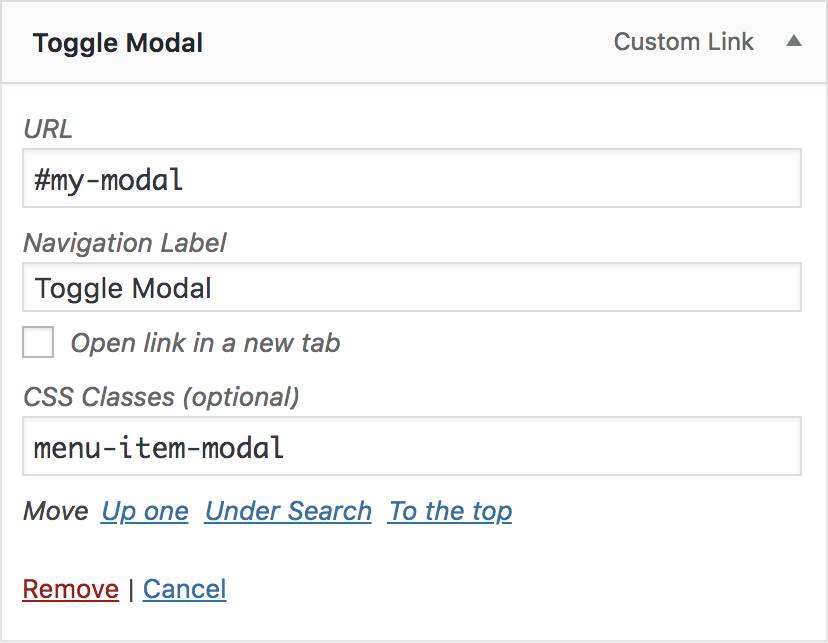 Toggle Modal Custom Link ▲
URL
#my-modal
Navigation Label
Toggle Modal
Open link in a new tab
CSS Classes (optional)
menu-item-modal
Move Up one Under Search To the top
Remove | Cancel